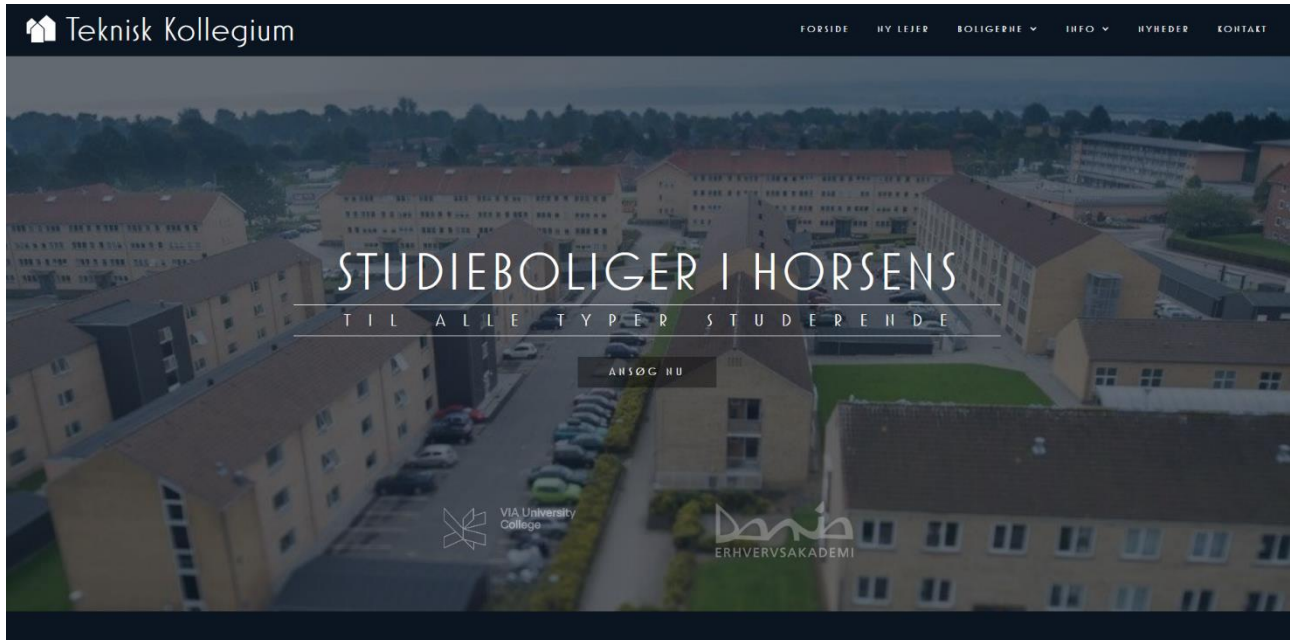 Teknisk Kollegium
FORSIDE NY LEJER BOLIGERNE INFO NYHEDER KONTAKT
STUDIEBOLIGER I HORSENS
TIL ALLE TYPER STUDERENDE
ANSØG NU
VIA University
College
Dania
ERHVERVSAKADEMI